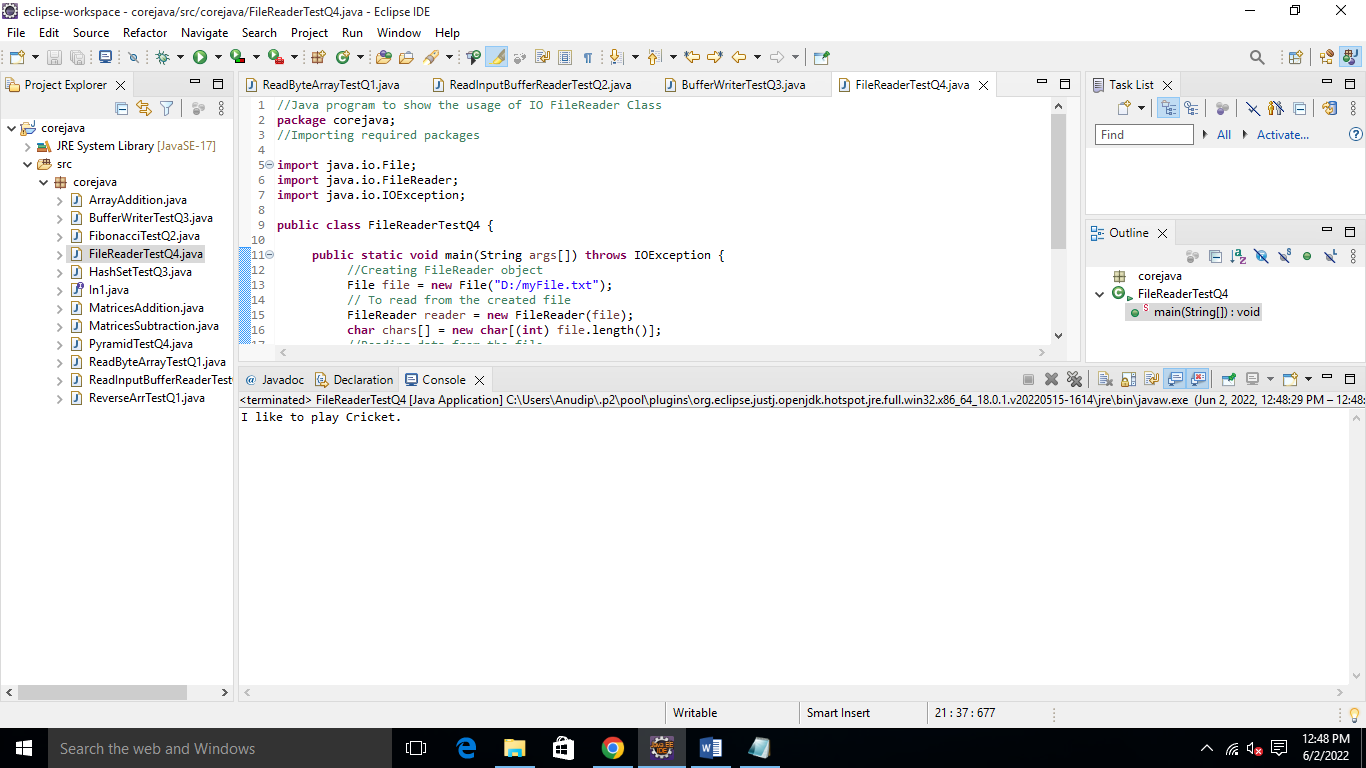 eclipse-workspace - corejava/src/corejava/FileReaderTestQ4.java - Eclipse IDE
File Edit Source Refactor Navigate Search Project Run Window Help
Project Explorer
corejava
JRE System Library [JavaSE-17]
src
corejava
ArrayAddition.java
BufferWriterTestQ3.java
FibonacciTestQ2.java
FileReaderTestQ4.java
HashSetTestQ3.java
In1.java
MatricesAddition.java
MatricesSubtraction.java
PyramidTestQ4.java
ReadByteArrayTestQ1.java
ReadInputBufferReaderTest
ReverseArrTestQ1.java
ReadByteArrayTestQ1.java ReadInputBufferReaderTestQ2.java BufferWriterTestQ3.java FileReaderTestQ4.java
1 //Java program to show the usage of IO FileReader Class
2 package corejava;
3 //Importing required packages
4
5 import java.io.File;
6 import java.io.FileReader;
7 import java.io.IOException;
8
9 public class FileReaderTestQ4 {
10
11 public static void main(String args[]) throws IOException {
12 //Creating FileReader object
13 File file = new File("D:/myFile.txt");
14 // To read from the created file
15 FileReader reader = new FileReader(file);
16 char chars[] = new char[(int) file.length()];
17 //Reading data from the file
Task List
Find All Activate...
Outline
corejava
FileReaderTestQ4
main(String[]) : void
Javadoc Declaration Console
<terminated> FileReaderTestQ4 [Java Application] C:\Users\Anudip\.p2\pool\plugins\org.eclipse.justj.openjdk.hotspot.jre.full.win32.x86_64_18.0.1.v20220515-1614\jre\bin\javaw.exe (Jun 2, 2022, 12:48:29 PM – 12:48:
I like to play Cricket.
Writable Smart Insert 21 : 37 : 677
Search the web and Windows
12:48 PM
6/2/2022